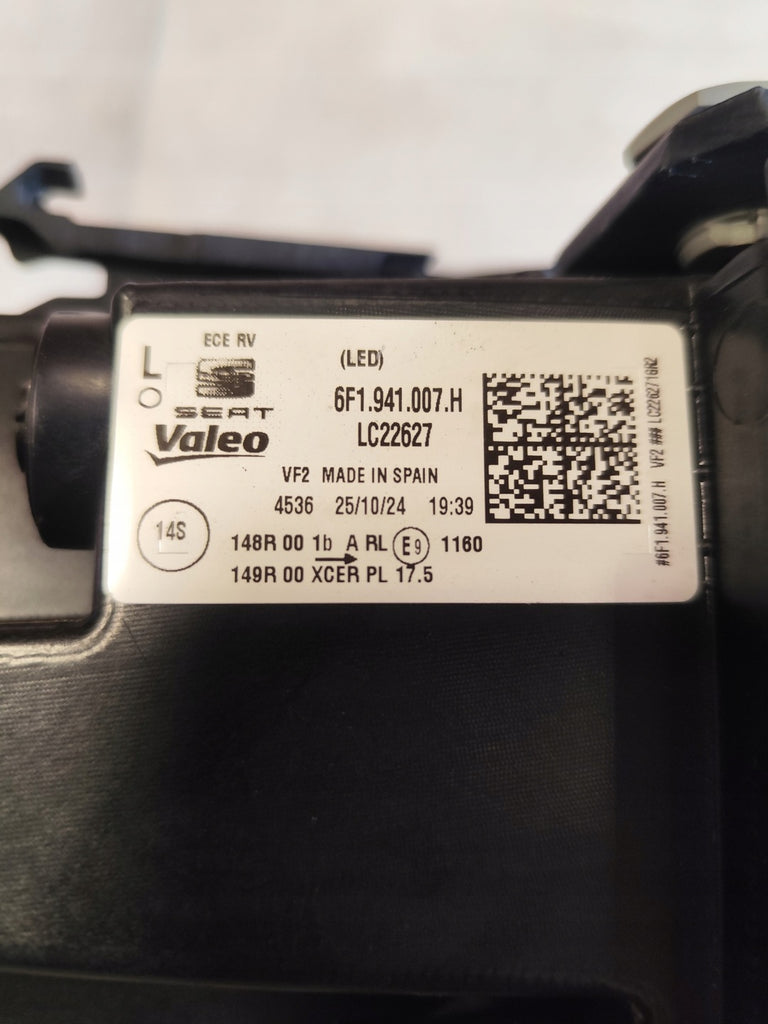 L
ECE RV
(LED)
SEAT
6F1.941.007.H
Valeo
LC22627
VF2 MADE IN SPAIN
4536 25/10/24 19:39
14S
148R 00 1b A RL E9 1160
149R 00 XCER PL 17.5
#6F1.941.007.H VF2 ###